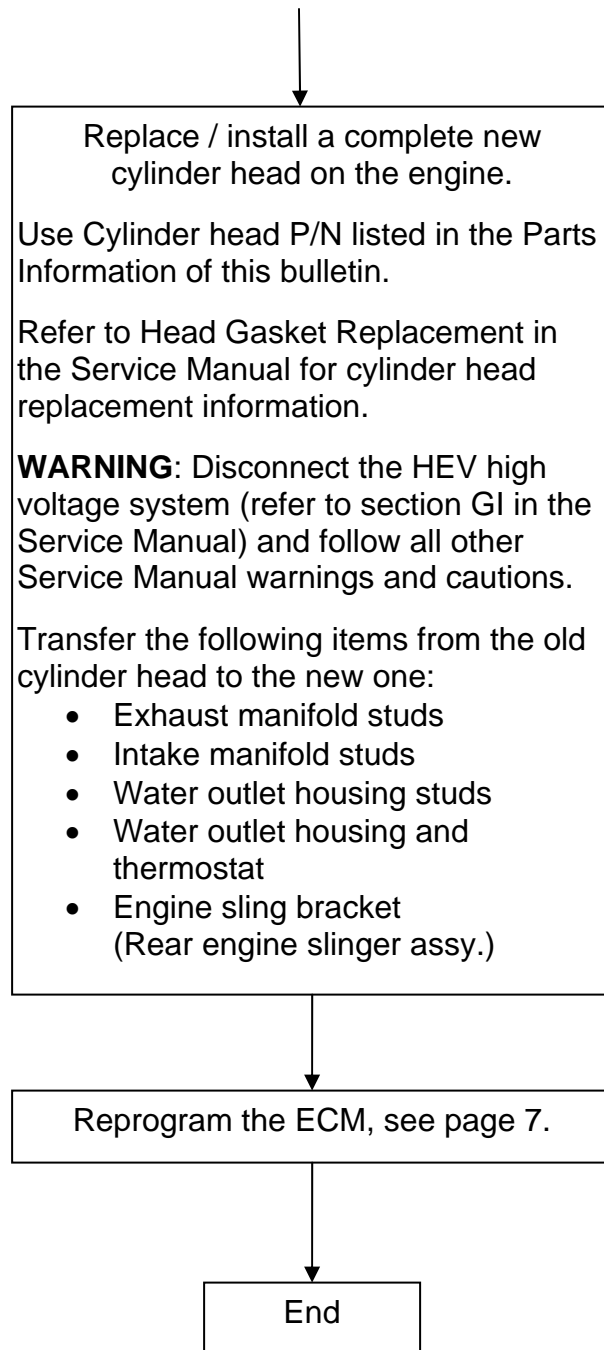 Replace / install a complete new
cylinder head on the engine.
Use Cylinder head P/N listed in the Parts
Information of this bulletin.
Refer to Head Gasket Replacement in
the Service Manual for cylinder head
replacement information.
WARNING: Disconnect the HEV high
voltage system (refer to section GI in the
Service Manual) and follow all other
Service Manual warnings and cautions.
Transfer the following items from the old
cylinder head to the new one:
• Exhaust manifold studs
• Intake manifold studs
• Water outlet housing studs
• Water outlet housing and
thermostat
• Engine sling bracket
(Rear engine slinger assy.)
Reprogram the ECM, see page 7.
End